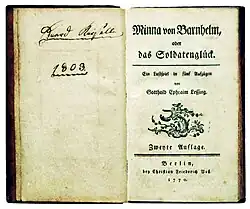 1803
Minna von Barnhelm,
oder
das Soldatenglück.
Ein Lustspiel in fünf Aufzügen
von
Gotthold Ephraim Lessing.
Zweyte Auflage.
Berlin,
bey Christian Friederich Voß.
1770.